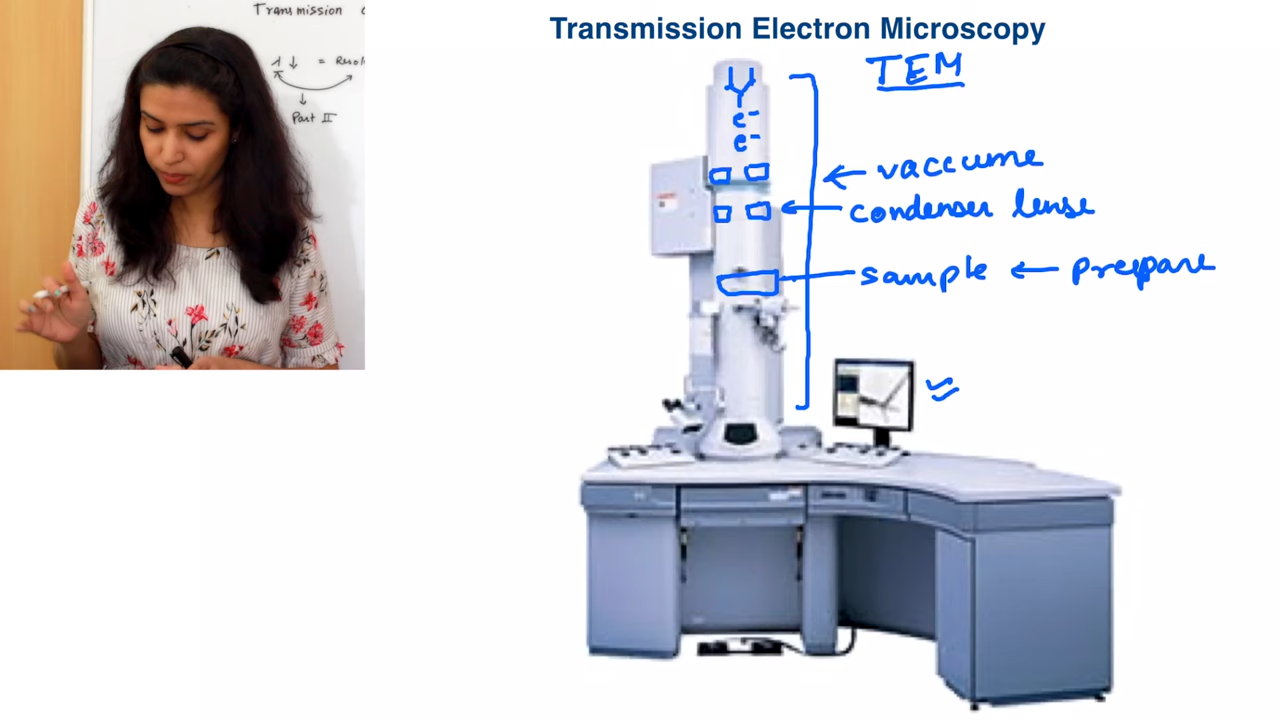 Transmission
λ ↓ = Resol
↓
Part II
Transmission Electron Microscopy
TEM
e⁻
e⁻
← vaccume
← condenser lense
sample ← prepare